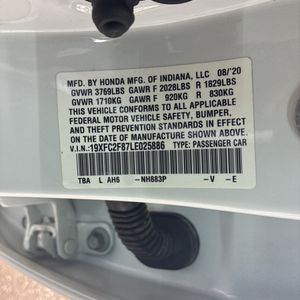 MFD. BY HONDA MFG. OF INDIANA, LLC 08/'20
GVWR 3769LBS GAWR F 2028LBS R 1829LBS
GVWR 1710KG GAWR F 920KG R 830KG
THIS VEHICLE CONFORMS TO ALL APPLICABLE
FEDERAL MOTOR VEHICLE SAFETY, BUMPER,
AND THEFT PREVENTION STANDARDS IN EFFECT
ON THE DATE OF MANUFACTURE SHOWN ABOVE.
V.I.N.:19XFC2F87LE025886 TYPE: PASSENGER CAR
TBA L AH6 -NH883P -V -E